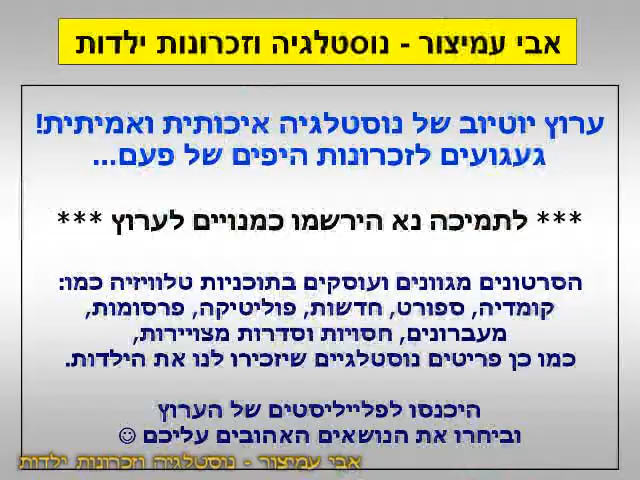 אבי עמיצור - נוסטלגיה וזכרונות ילדות
ערוץ יוטיוב של נוסטלגיה איכותית ואמיתית!
געגועים לזכרונות היפים של פעם...
*** לתמיכה נא הירשמו כמנויים לערוץ ***
הסרטונים מגוונים ועוסקים בתוכניות טלוויזיה כמו:
קומדיה, ספורט, חדשות, פוליטיקה, פרסומות,
מעברונים, חסויות וסדרות מצויירות,
כמו כן פריטים נוסטלגיים שיזכירו לנו את הילדות.
היכנסו לפלייליסטים של הערוץ
וביחרו את הנושאים האהובים עליכם ☺
אבי עמיצור - נוסטלגיה וזכרונות ילדות